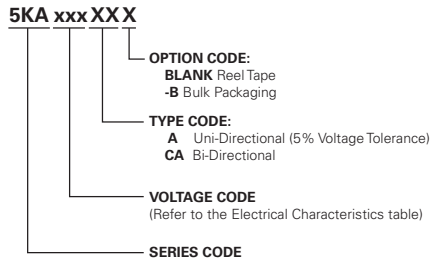 5KA xxx XX X
OPTION CODE:
BLANK Reel Tape
-B Bulk Packaging
TYPE CODE:
A Uni-Directional (5% Voltage Tolerance)
CA Bi-Directional
VOLTAGE CODE
(Refer to the Electrical Characteristics table)
SERIES CODE